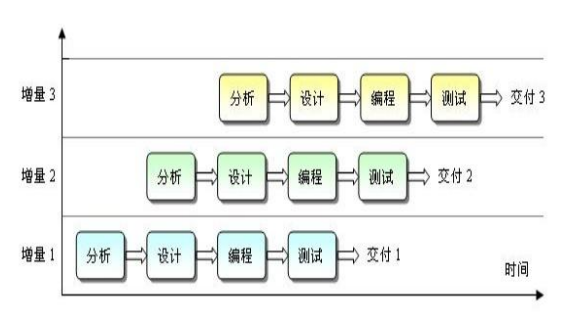 增量 3 分析 设计 编程 测试 交付 3
增量 2 分析 设计 编程 测试 交付 2
增量 1 分析 设计 编程 测试 交付 1
时间